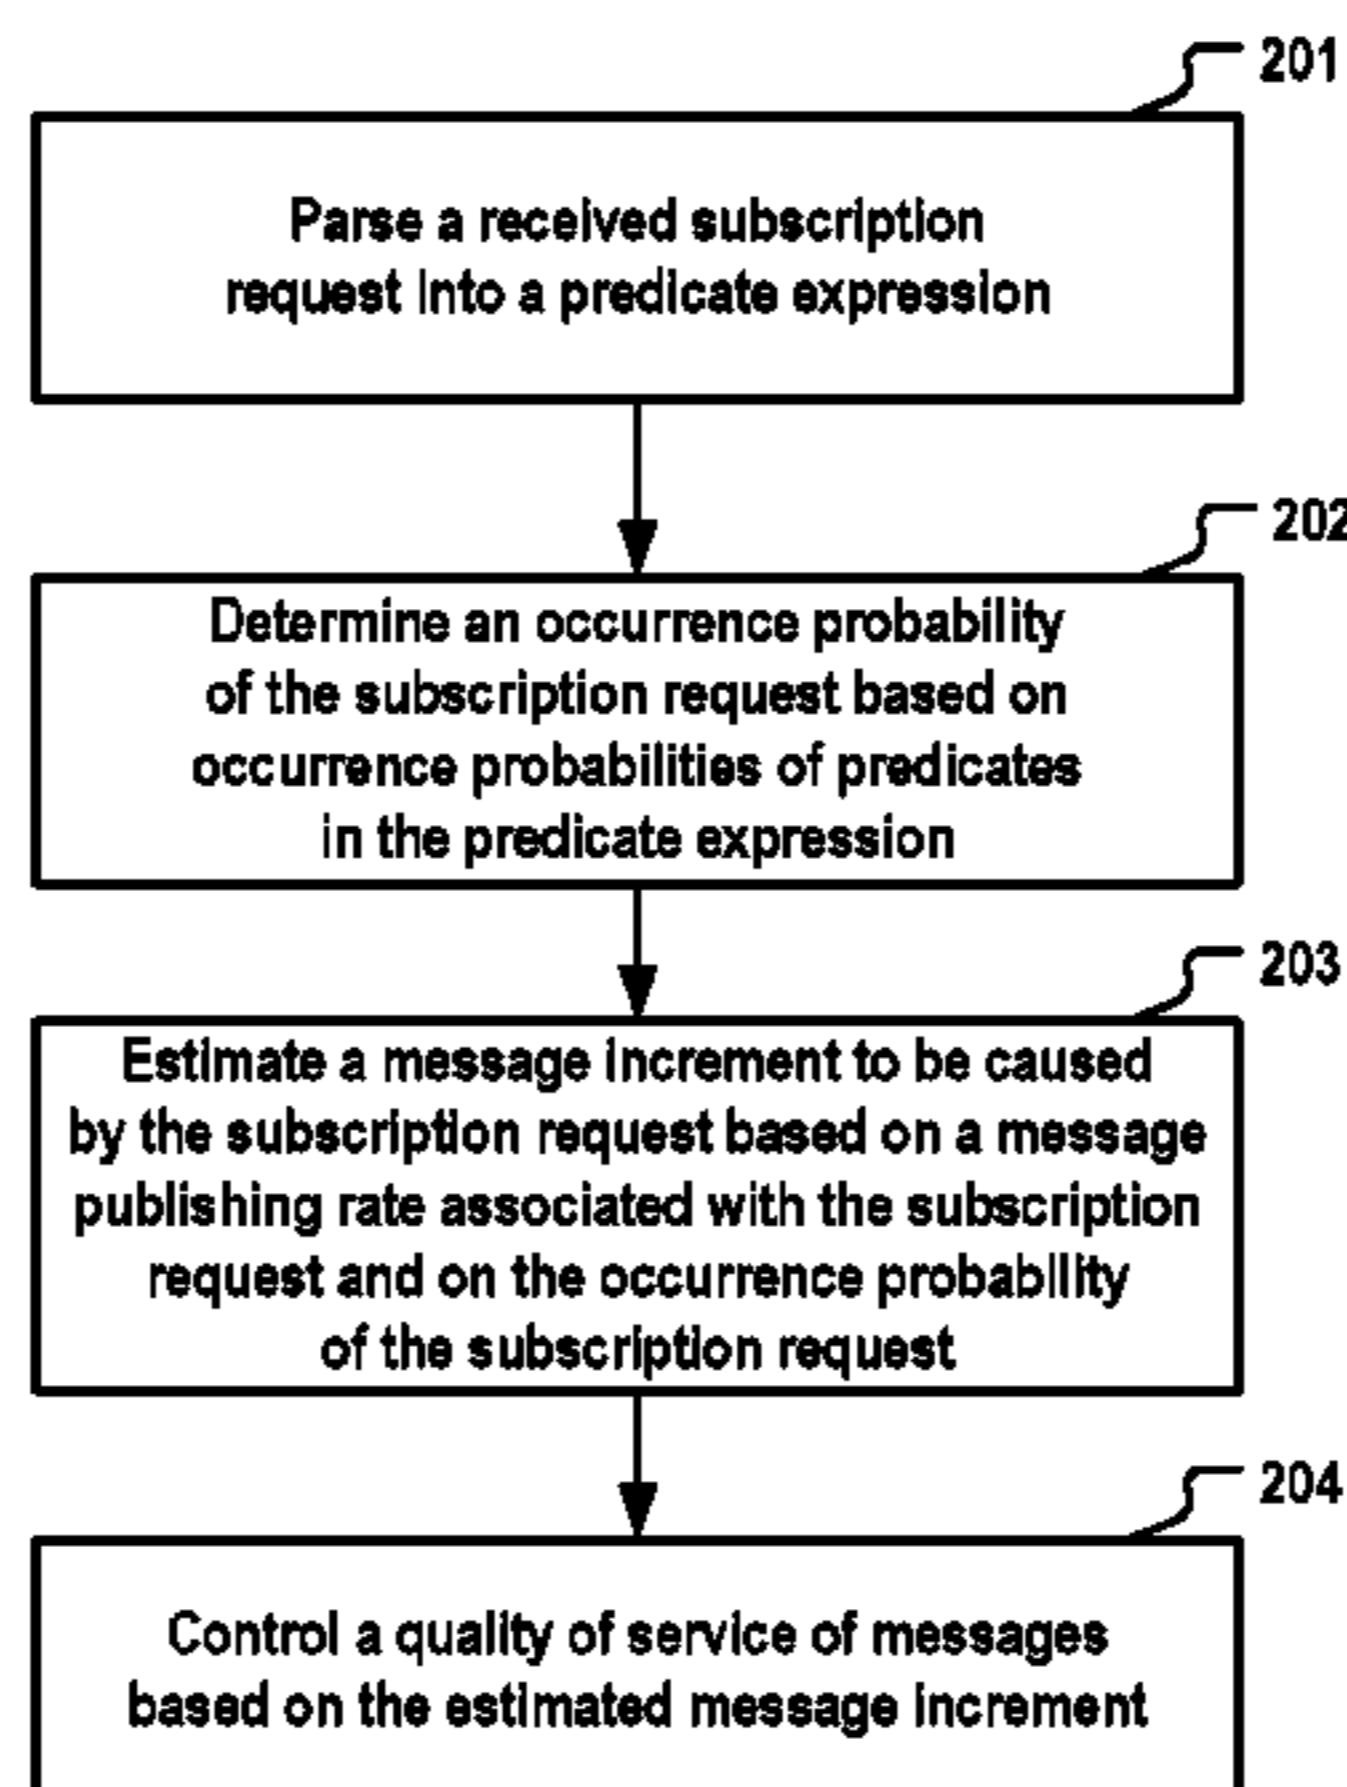 201
Parse a received subscription
request into a predicate expression
202
Determine an occurrence probability
of the subscription request based on
occurrence probabilities of predicates
in the predicate expression
203
Estimate a message increment to be caused
by the subscription request based on a message
publishing rate associated with the subscription
request and on the occurrence probability
of the subscription request
204
Control a quality of service of messages
based on the estimated message increment